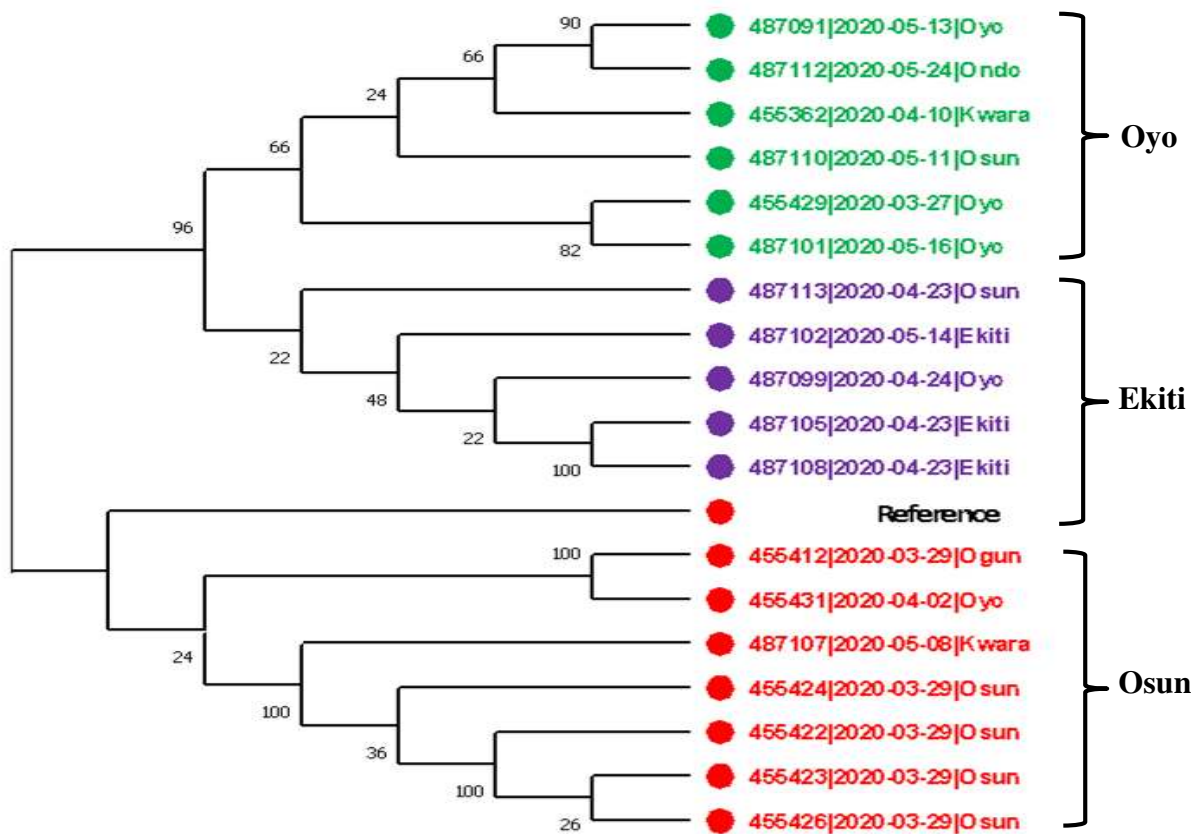 90
487091|2020-05-13|Oyo
66
487112|2020-05-24|Ondo
24
455362|2020-04-10|Kwara
66
487110|2020-05-11|Osun
Oyo
455429|2020-03-27|Oyo
96
82
487101|2020-05-16|Oyo
487113|2020-04-23|Osun
22
487102|2020-05-14|Ekiti
48
487099|2020-04-24|Oyo
Ekiti
22
487105|2020-04-23|Ekiti
100
487108|2020-04-23|Ekiti
Reference
100
455412|2020-03-29|Ogun
455431|2020-04-02|Oyo
24
487107|2020-05-08|Kwara
100
455424|2020-03-29|Osun
Osun
36
455422|2020-03-29|Osun
100
455423|2020-03-29|Osun
26
455426|2020-03-29|Osun